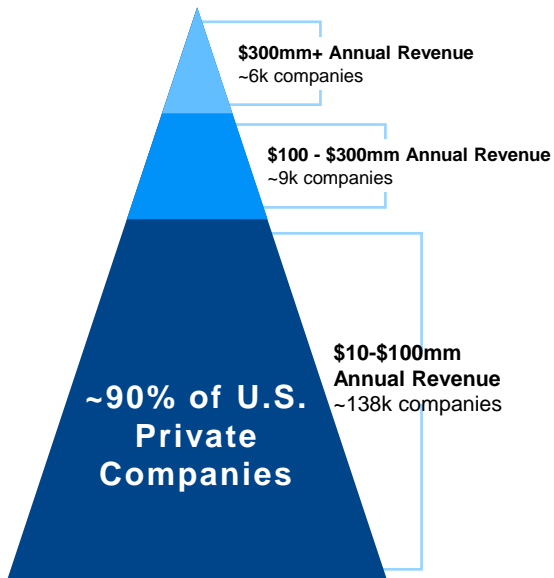 $300mm+ Annual Revenue
~6k companies
$100 - $300mm Annual Revenue
~9k companies
$10-$100mm
Annual Revenue
~138k companies
~90% of U.S.
Private
Companies